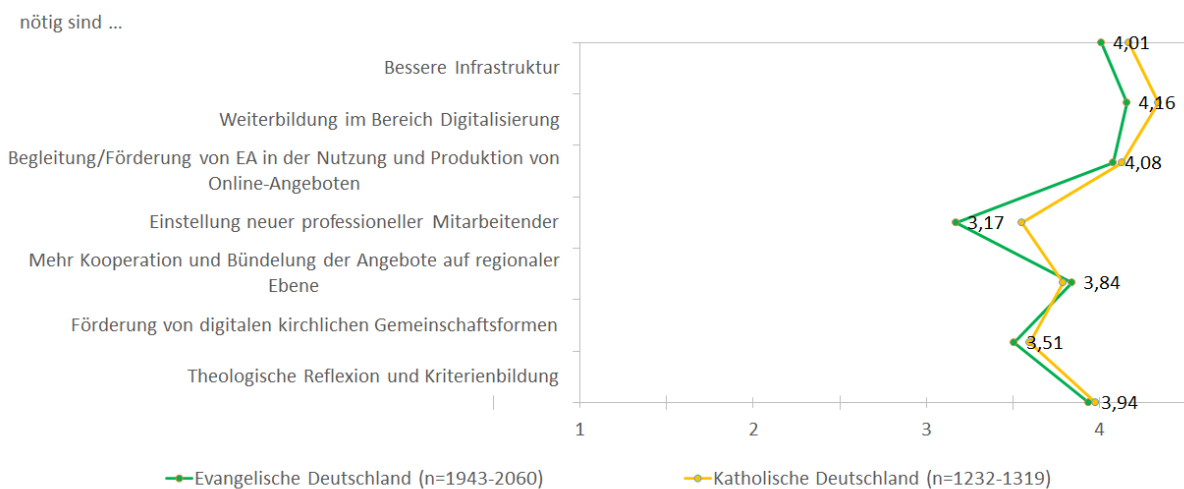 nötig sind ...
4,01
Bessere Infrastruktur
4,16
Weiterbildung im Bereich Digitalisierung
Begleitung/Förderung von EA in der Nutzung und Produktion von
Online-Angeboten
4,08
Einstellung neuer professioneller Mitarbeitender
3,17
Mehr Kooperation und Bündelung der Angebote auf regionaler
Ebene
3,84
Förderung von digitalen kirchlichen Gemeinschaftsformen
3,51
Theologische Reflexion und Kriterienbildung
3,94
1 2 3 4
Evangelische Deutschland (n=1943-2060) Katholische Deutschland (n=1232-1319)